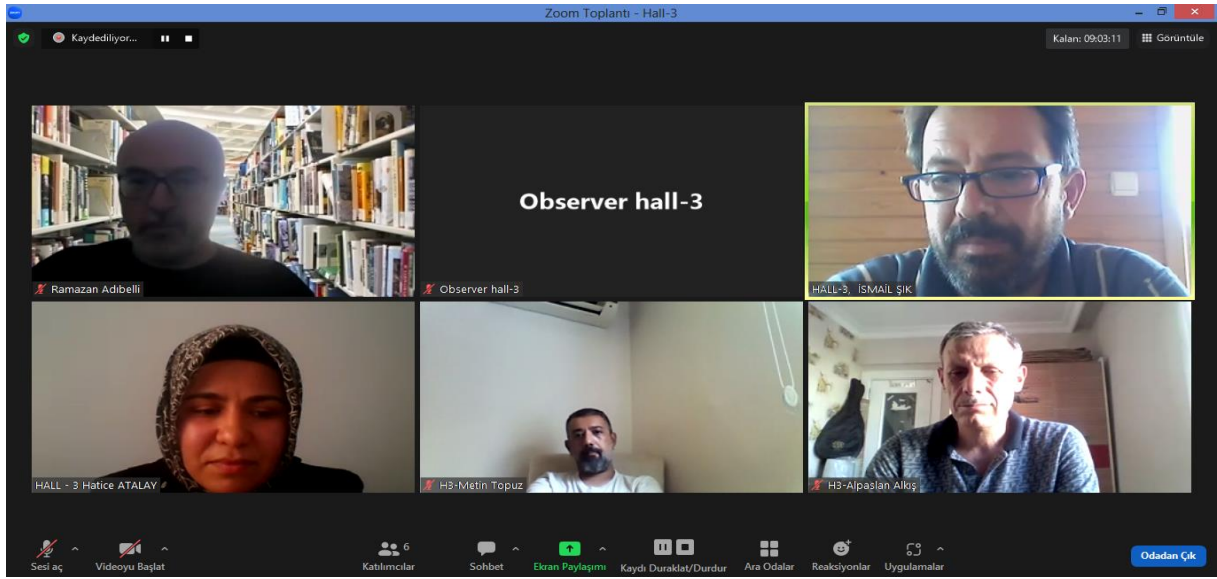 zoom
Zoom Toplantı - Hall-3
Kaydediliyor...
Kalan: 09:03:11
Görüntüle
Observer hall-3
Ramazan Adıbelli
Observer hall-3
HALL-3, İSMAİL ŞIK
HALL - 3 Hatice ATALAY
H3-Metin Topuz
H3-Alpaslan Alkış
Sesi aç
Videoyu Başlat
6
Katılımcılar
Sohbet
Ekran Paylaşımı
Kaydı Duraklat/Durdur
Ara Odalar
Reaksiyonlar
Uygulamalar
Odadan Çık